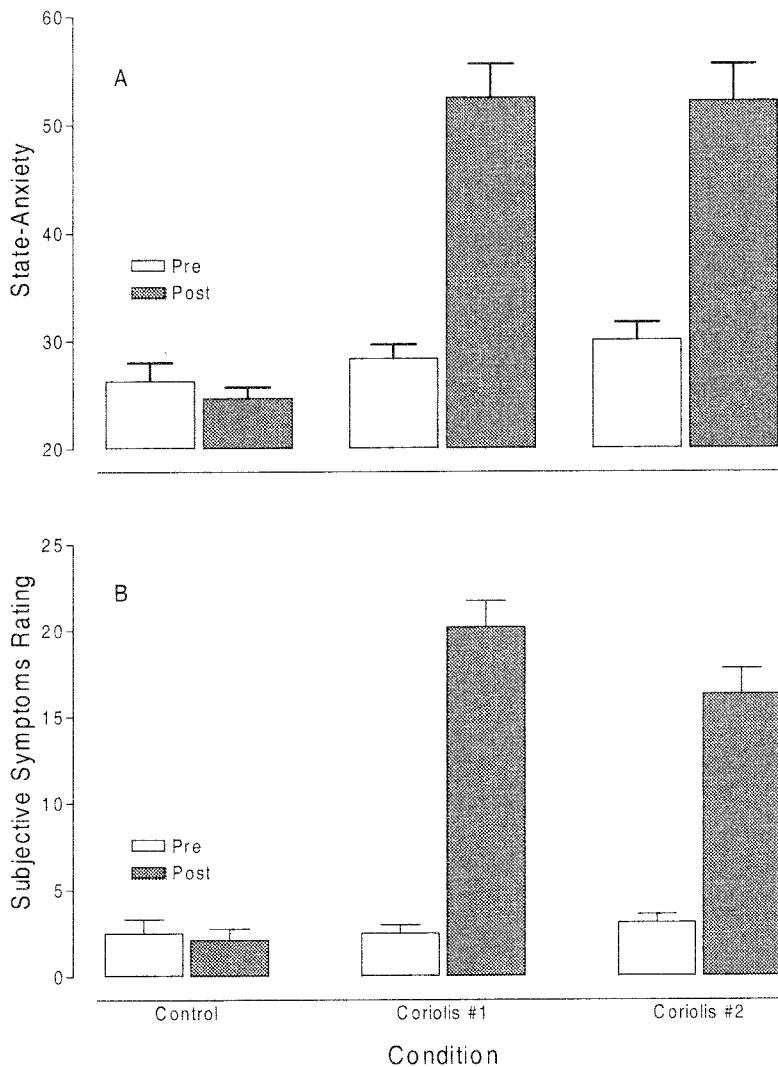 A
State-Anxiety
60
50
40
30
20
Pre
Post
B
Subjective Symptoms Rating
25
20
15
10
5
0
Pre
Post
Control
Coriolis #1
Coriolis #2
Condition